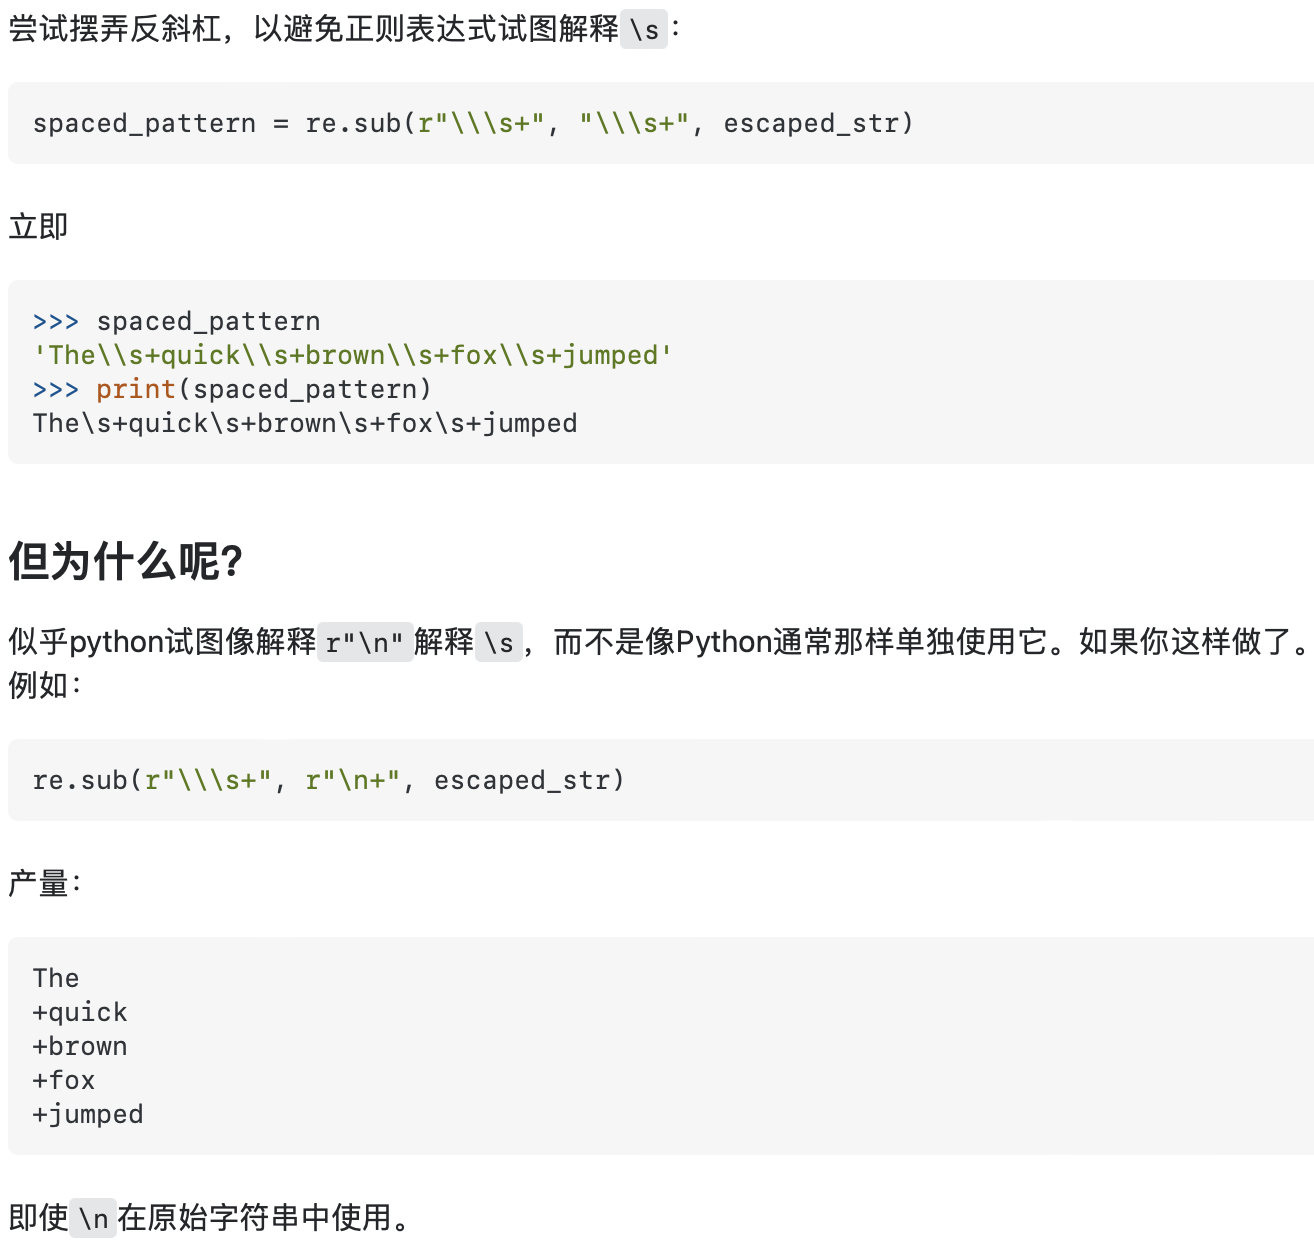 尝试摆弄反斜杠，以避免正则表达式试图解释\s：
spaced_pattern = re.sub(r"\\\s+", "\\\s+", escaped_str)
立即
>>> spaced_pattern
'The\\s+quick\\s+brown\\s+fox\\s+jumped'
>>> print(spaced_pattern)
The\s+quick\s+brown\s+fox\s+jumped
但为什么呢?
似乎python试图像解释r"\n"解释\s，而不是像Python通常那样单独使用它。如果你这样做了。
例如：
re.sub(r"\\\s+", r"\n+", escaped_str)
产量：
The
+quick
+brown
+fox
+jumped
即使\n在原始字符串中使用。